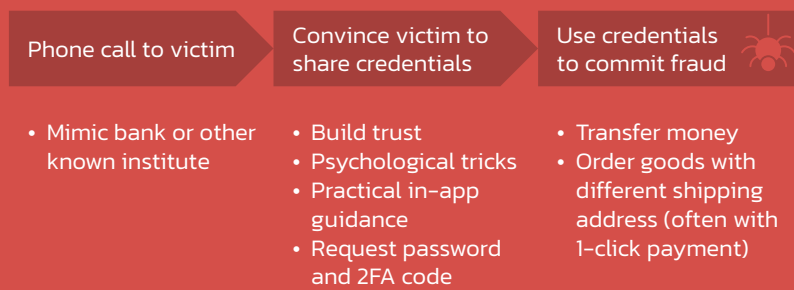 Phone call to victim
• Mimic bank or other
known institute
Convince victim to
share credentials
• Build trust
• Psychological tricks
• Practical in-app
guidance
• Request password
and 2FA code
Use credentials
to commit fraud
• Transfer money
• Order goods with
different shipping
address (often with
1-click payment)